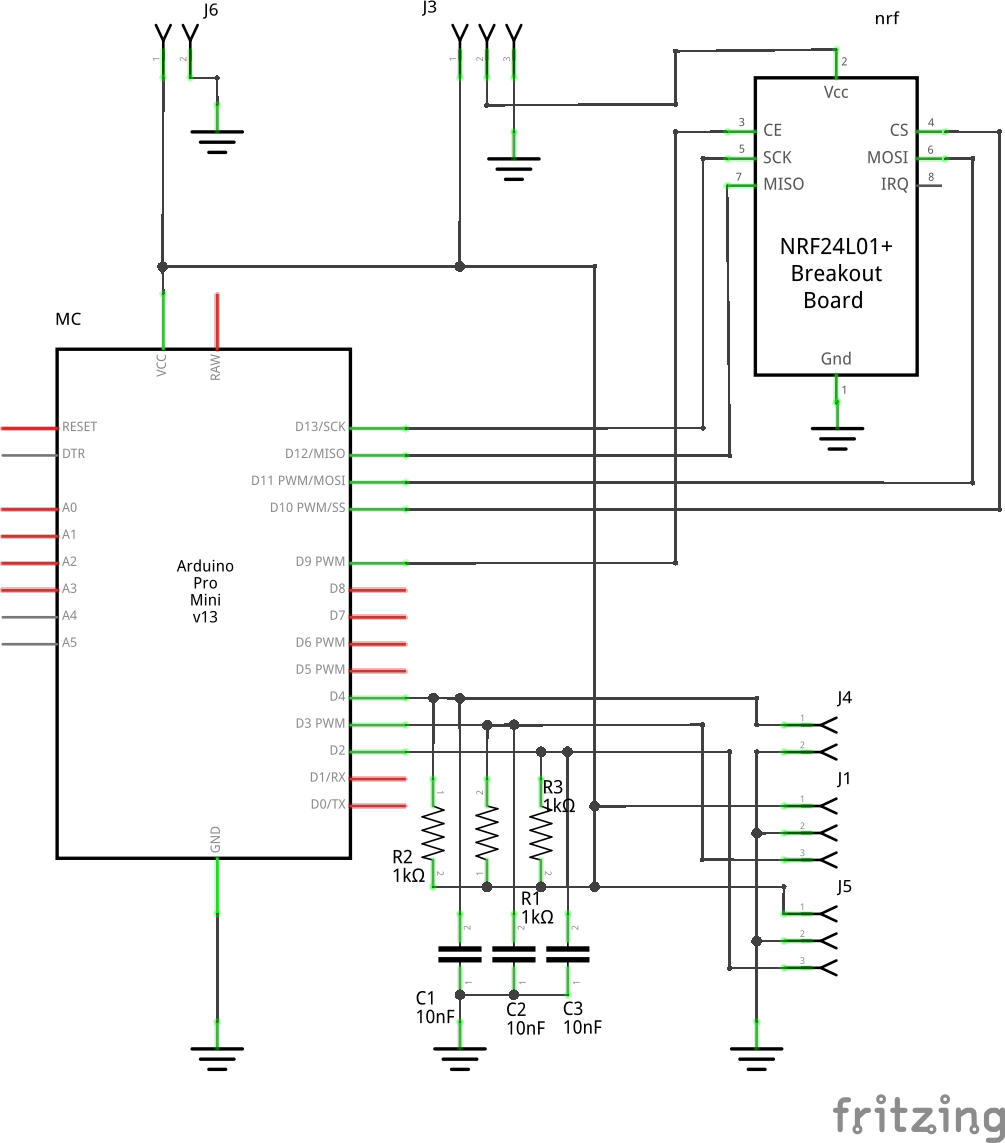 J6
J3
nrf
1
2
1
2
3
2
Vcc
3
CE
CS
4
5
SCK
MOSI
6
7
MISO
IRQ
8
NRF24L01+
Breakout
Board
Gnd
1
MC
VCC
RAW
RESET
D13/SCK
DTR
D12/MISO
D11 PWM/MOSI
A0
D10 PWM/SS
A1
A2
D9 PWM
A3
D8
A4
D7
A5
D6 PWM
D5 PWM
D4
D3 PWM
D2
D1/RX
D0/TX
GND
Arduino
Pro
Mini
v13
J4
1
2
J1
1
2
3
J5
1
2
3
1
2
R3
1kΩ
R2
1kΩ
2
1
2
R1
1kΩ
2
2
2
1
1
1
C1
10nF
C2
10nF
C3
10nF
fritzing